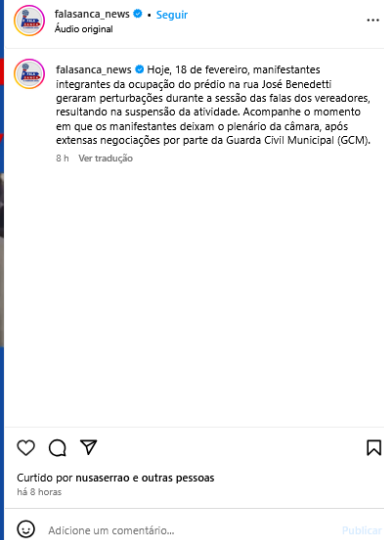 falasanca_news • Seguir
Áudio original
falasanca_news Hoje, 18 de fevereiro, manifestantes
integrantes da ocupação do prédio na rua José Benedetti
geraram perturbações durante a sessão das falas dos vereadores,
resultando na suspensão da atividade. Acompanhe o momento
em que os manifestantes deixam o plenário da câmara, após
extensas negociações por parte da Guarda Civil Municipal (GCM).
8 h Ver tradução
Curtido por nusaserrao e outras pessoas
há 8 horas
Adicione um comentário... Publicar